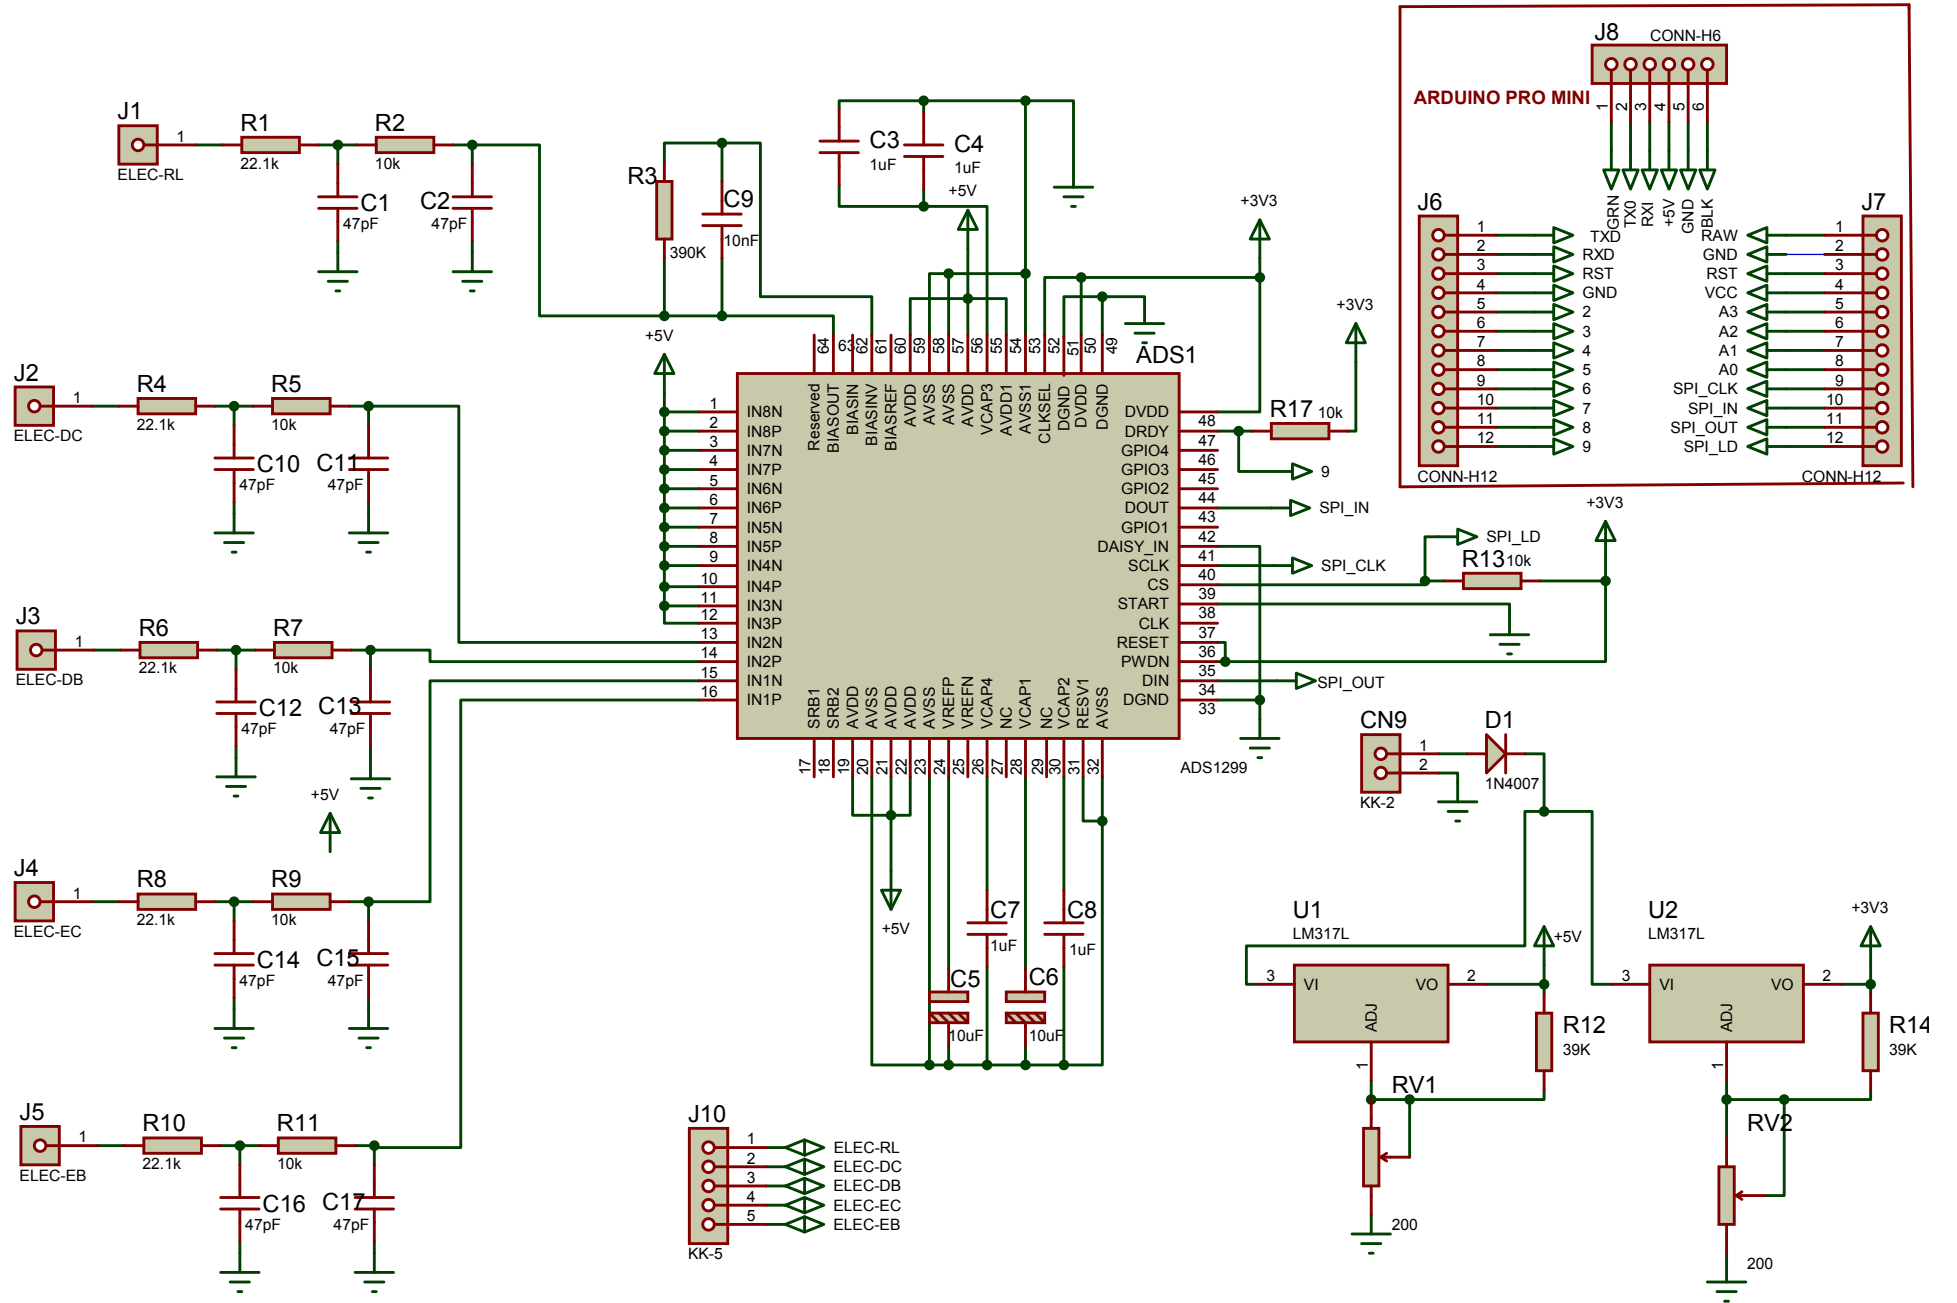 J1
1
ELEC-RL
R1
22.1k
R2
10k
C1
47pF
C2
47pF
R3
390K
C9
10nF
C3
1uF
C4
1uF
+5V
+3V3
+3V3
+5V
J2
1
ELEC-DC
R4
22.1k
R5
10k
C10
47pF
C11
47pF
J3
1
ELEC-DB
R6
22.1k
R7
10k
C12
47pF
C13
47pF
+5V
J4
1
ELEC-EC
R8
22.1k
R9
10k
C14
47pF
C15
47pF
J5
1
ELEC-EB
R10
22.1k
R11
10k
C16
47pF
C17
47pF
ADS1
ADS1299
1 IN8N
2 IN8P
3 IN7N
4 IN7P
5 IN6N
6 IN6P
7 IN5N
8 IN5P
9 IN4N
10 IN4P
11 IN3N
12 IN3P
13 IN2N
14 IN2P
15 IN1N
16 IN1P
64 63 62 61 60 59 58 57 56 55 54 53 52 51 50 49
Reserved
BIASOUT
BIASIN
BIASINV
BIASREF
AVDD
AVSS
AVSS
AVDD
VCAP3
AVDD1
AVSS1
CLKSEL
DGND
DVDD
DGND
DVDD 48
DRDY 47
GPIO4 46
GPIO3 45
GPIO2 44
DOUT 43
GPIO1 42
DAISY_IN 41
SCLK 40
CS 39
START 38
CLK 37
RESET 36
PWDN 35
DIN 34
DGND 33
SRB1
SRB2
AVDD
AVSS
AVDD
AVDD
AVSS
VREFP
VREFN
VCAP4
NC
VCAP1
NC
VCAP2
RESV1
AVSS
17 18 19 20 21 22 23 24 25 26 27 28 29 30 31 32
R17 10k
9
SPI_IN
SPI_CLK
SPI_LD
R13 10k
+3V3
SPI_OUT
+5V
C7
1uF
C8
1uF
C5
10uF
C6
10uF
J10
1 ELEC-RL
2 ELEC-DC
3 ELEC-DB
4 ELEC-EC
5 ELEC-EB
KK-5
J8
CONN-H6
ARDUINO PRO MINI
1 2 3 4 5 6
GRN
TX0
RXI
+5V
GND
BLK
J6
1 TXD
2 RXD
3 RST
4 GND
5 2
6 3
7 4
8 5
9 6
10 7
11 8
12 9
CONN-H12
J7
RAW 1
GND 2
RST 3
VCC 4
A3 5
A2 6
A1 7
A0 8
SPI_CLK 9
SPI_IN 10
SPI_OUT 11
SPI_LD 12
CONN-H12
CN9
1
2
KK-2
D1
1N4007
U1
LM317L
3 VI
VO 2
ADJ
1
+5V
R12
39K
RV1
200
U2
LM317L
3 VI
VO 2
ADJ
1
+3V3
R14
39K
RV2
200